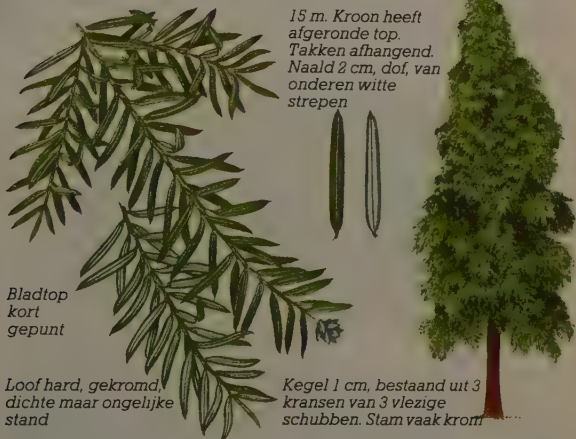 15 m. Kroon heeft
afgeronde top.
Takken afhangend.
Naald 2 cm, dof, van
onderen witte
strepen
Bladtop
kort
gepunt
Loof hard, gekromd,
dichte maar ongelijke
stand
Kegel 1 cm, bestaand uit 3
kransen van 3 vlezige
schubben. Stam vaak krom